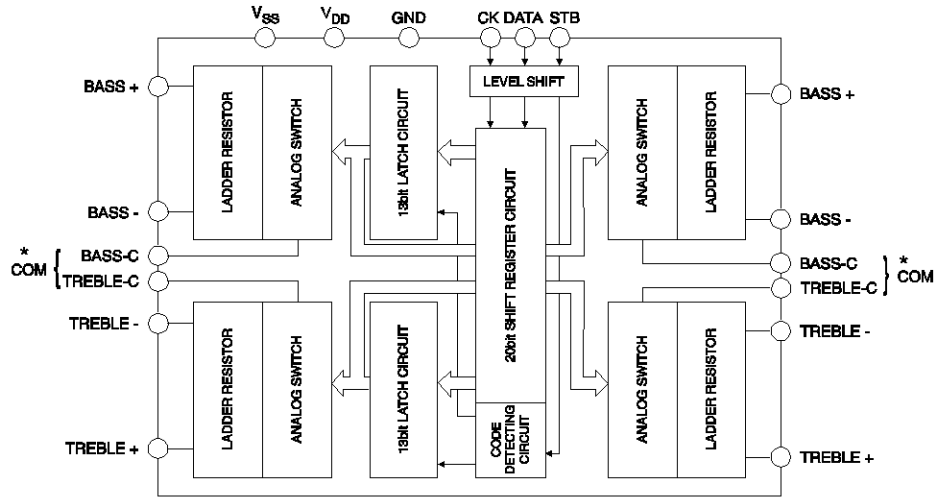 VSS VDD GND CK DATA STB
LEVEL SHIFT
BASS +
BASS -
*
COM { BASS-C
TREBLE-C
TREBLE -
TREBLE +
LADDER RESISTOR
ANALOG SWITCH
13bit LATCH CIRCUIT
20bit SHIFT REGISTER CIRCUIT
ANALOG SWITCH
LADDER RESISTOR
LADDER RESISTOR
ANALOG SWITCH
13bit LATCH CIRCUIT
CODE
DETECTING
CIRCUIT
ANALOG SWITCH
LADDER RESISTOR
BASS +
BASS -
BASS-C
TREBLE-C } *
COM
TREBLE -
TREBLE +